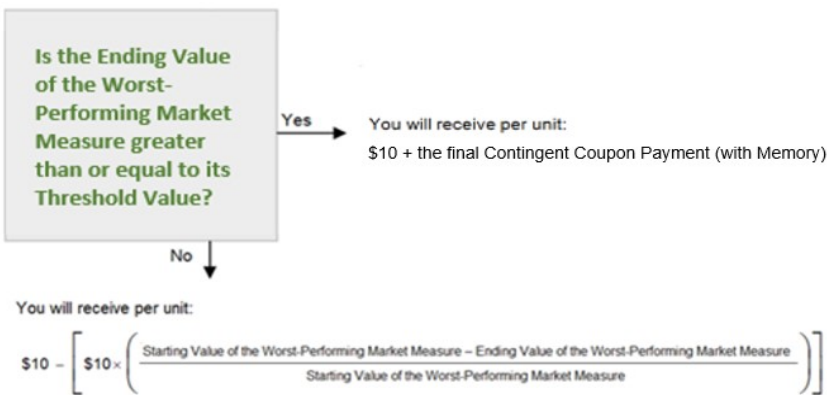 Is the Ending Value
of the Worst-
Performing Market
Measure greater
than or equal to its
Threshold Value?
Yes
You will receive per unit:
$10 + the final Contingent Coupon Payment (with Memory)
No
You will receive per unit:
$10 – [ $10 × ( Starting Value of the Worst-Performing Market Measure – Ending Value of the Worst-Performing Market Measure
Starting Value of the Worst-Performing Market Measure ) ]